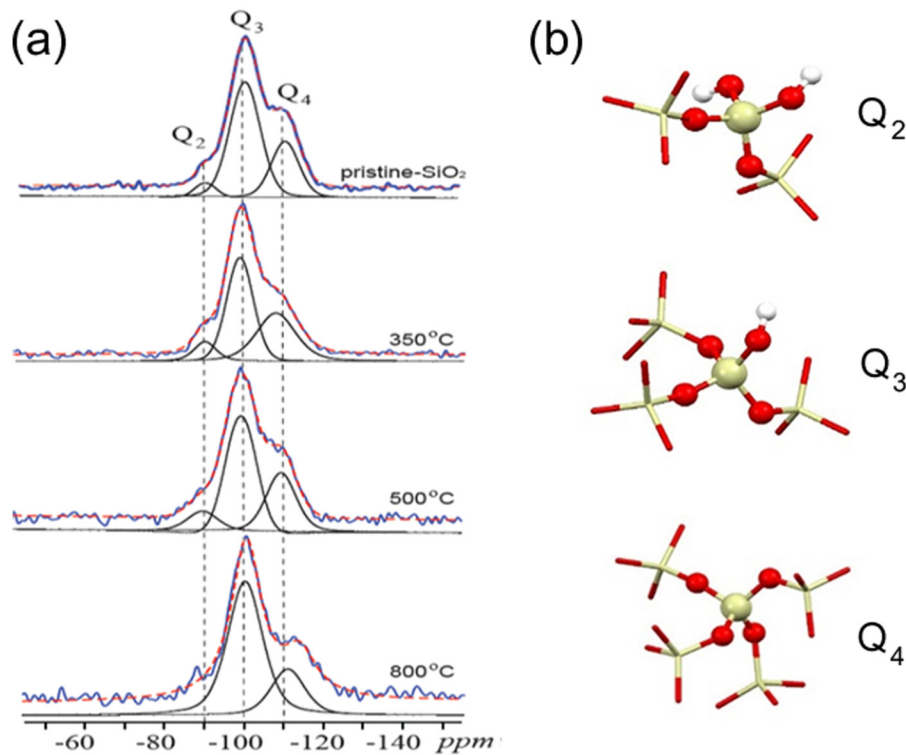 (a)
Q₂
Q₃
Q₄
pristine-SiO₂
350°C
500°C
800°C
-60 -80 -100 -120 -140 ppm
(b)
Q₂
Q₃
Q₄